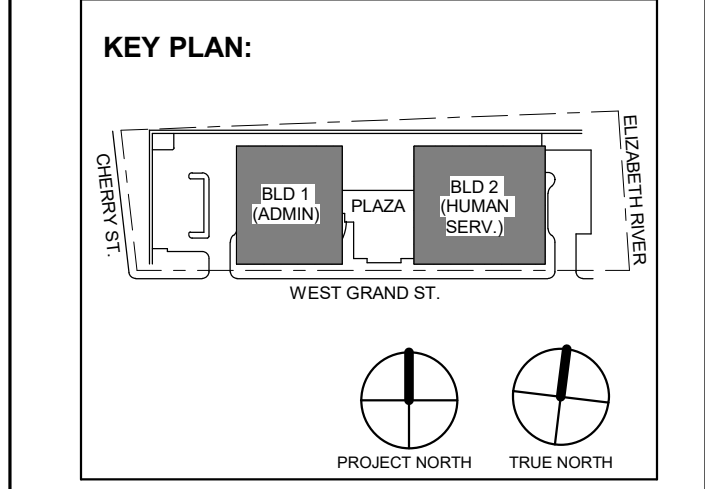 KEY PLAN:
CHERRY ST.
BLD 1
(ADMIN)
PLAZA
BLD 2
(HUMAN
SERV.)
ELIZABETH RIVER
WEST GRAND ST.
PROJECT NORTH
TRUE NORTH